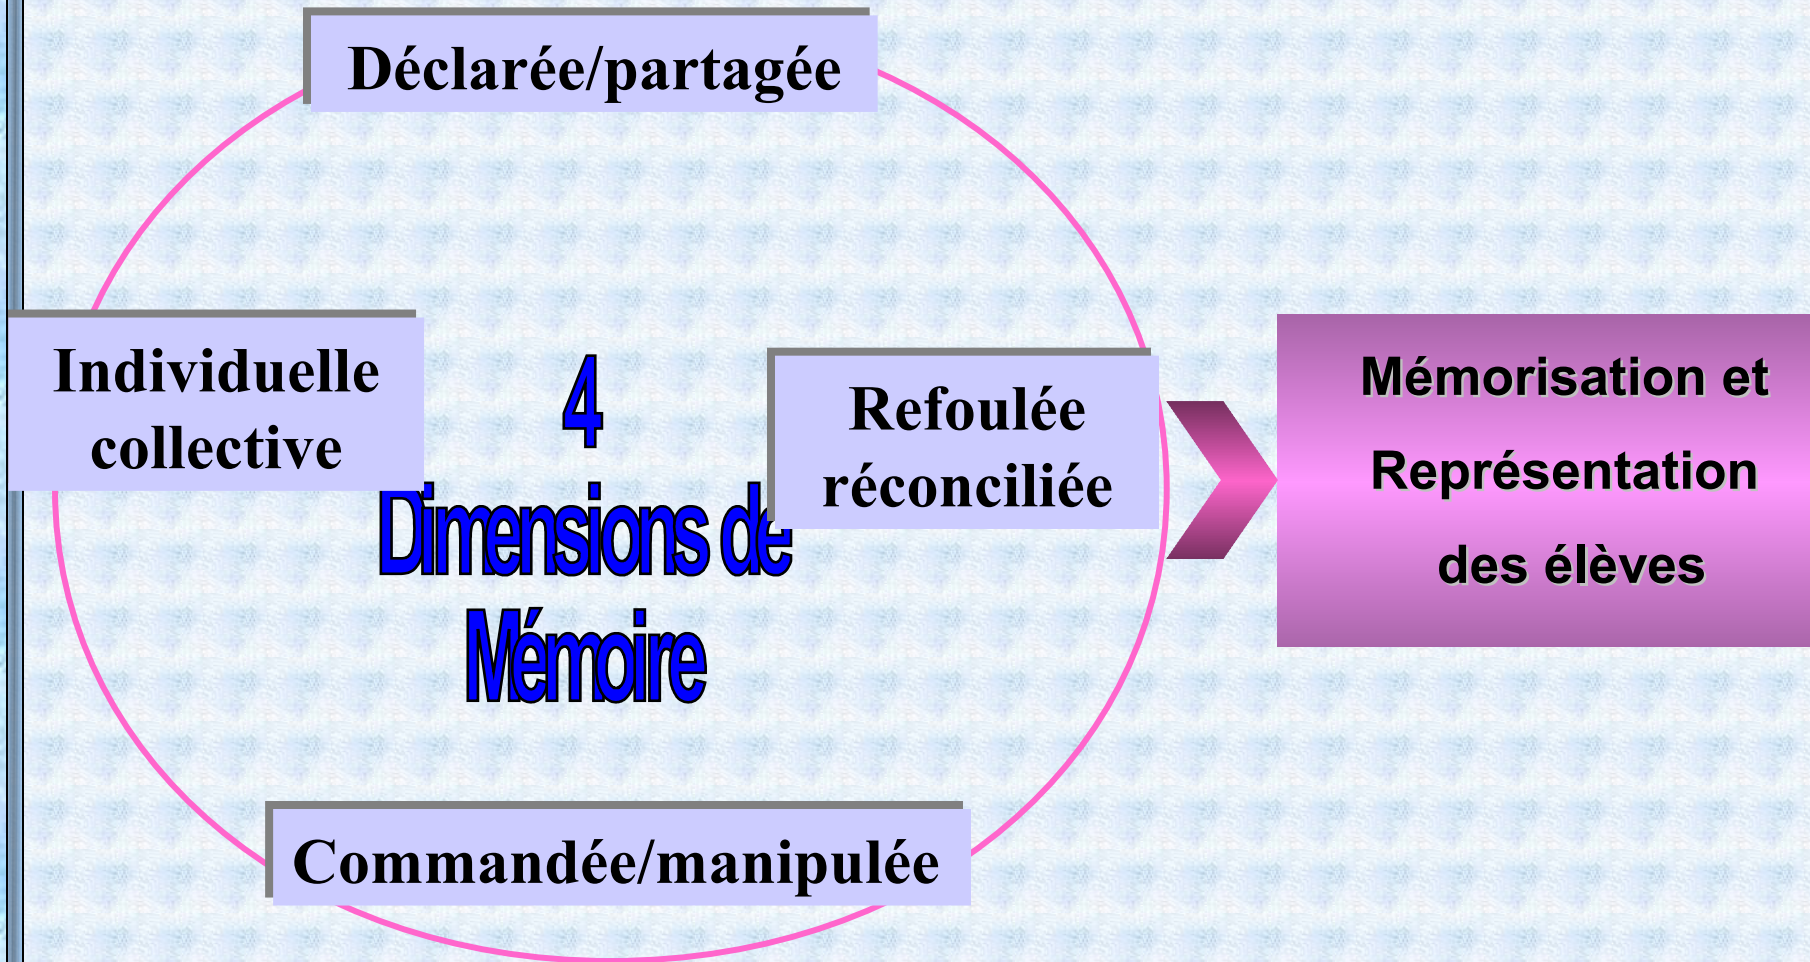 Déclarée/partagée
Individuelle
collective
4
Dimensions de
Mémoire
Refoulée
réconciliée
Commandée/manipulée
Mémorisation et
Représentation
des élèves